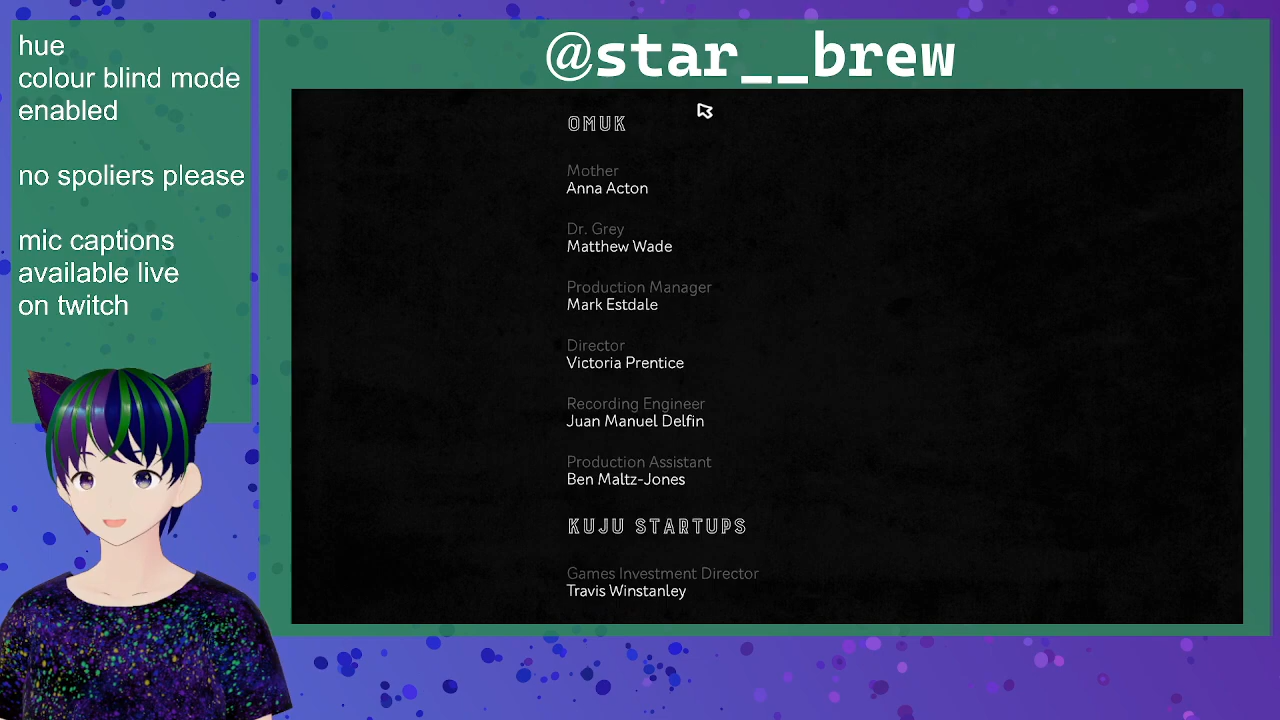 hue
colour blind mode
enabled
no spoliers please
mic captions
available live
on twitch
@star__brew
OMUK
Mother
Anna Acton
Dr. Grey
Matthew Wade
Production Manager
Mark Estdale
Director
Victoria Prentice
Recording Engineer
Juan Manuel Delfin
Production Assistant
Ben Maltz-Jones
KUJU STARTUPS
Games Investment Director
Travis Winstanley